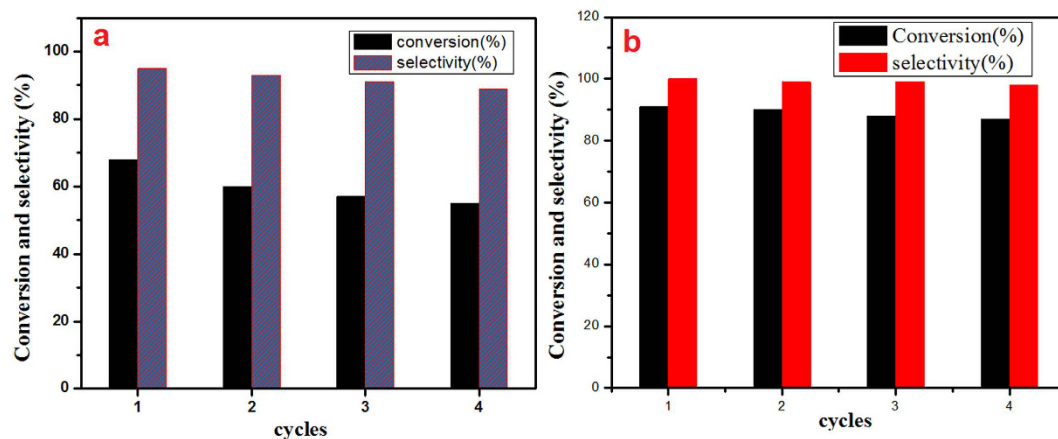 a
conversion(%)
selectivity(%)
Conversion and selectivity (%)
100
80
60
40
20
0
1 2 3 4
cycles
b
Conversion(%)
selectivity(%)
Conversion and selectivity (%)
120
100
80
60
40
20
0
1 2 3 4
cycles